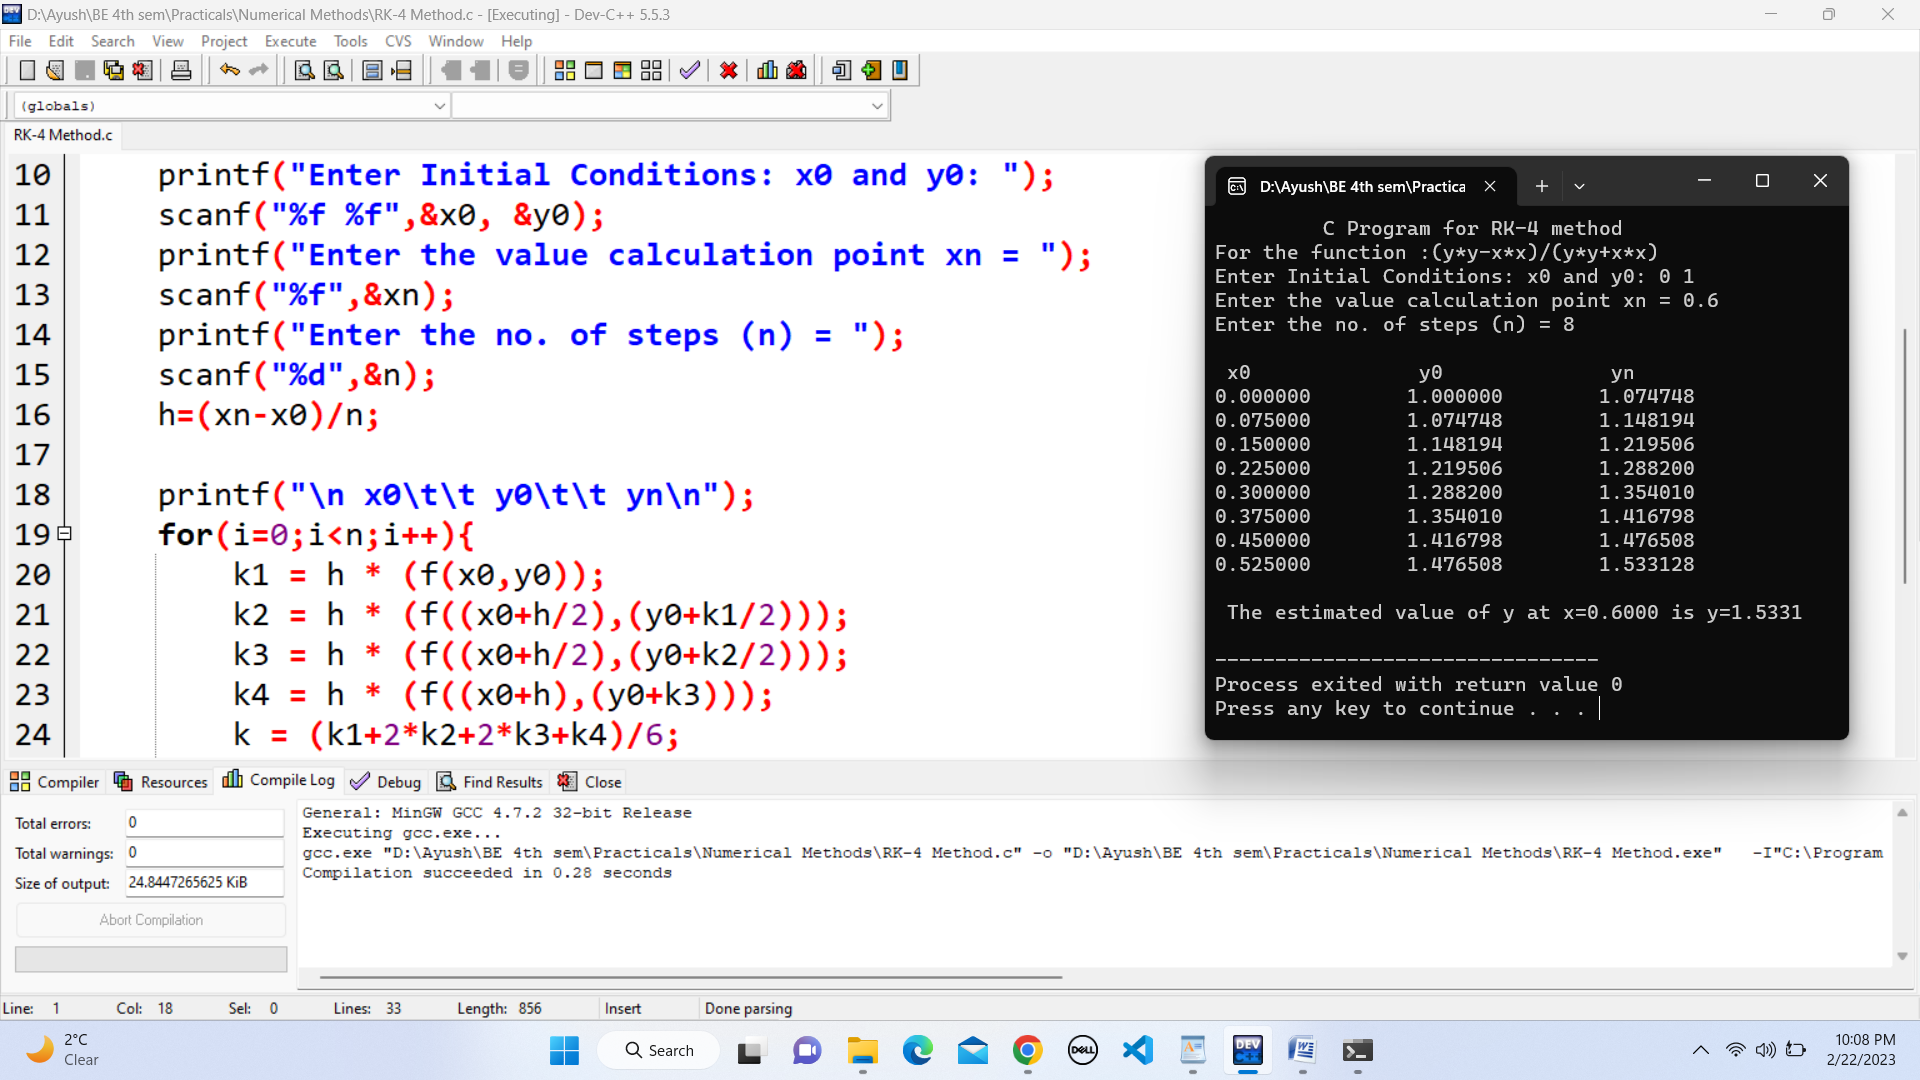 D:\Ayush\BE 4th sem\Practicals\Numerical Methods\RK-4 Method.c - [Executing] - Dev-C++ 5.5.3
File Edit Search View Project Execute Tools CVS Window Help
(globals)
RK-4 Method.c
10 printf("Enter Initial Conditions: x0 and y0: ");
11 scanf("%f %f",&x0, &y0);
12 printf("Enter the value calculation point xn = ");
13 scanf("%f",&xn);
14 printf("Enter the no. of steps (n) = ");
15 scanf("%d",&n);
16 h=(xn-x0)/n;
17
18 printf("\n x0\t\t y0\t\t yn\n");
19 for(i=0;i<n;i++){
20 k1 = h * (f(x0,y0));
21 k2 = h * (f((x0+h/2),(y0+k1/2)));
22 k3 = h * (f((x0+h/2),(y0+k2/2)));
23 k4 = h * (f((x0+h),(y0+k3)));
24 k = (k1+2*k2+2*k3+k4)/6;
D:\Ayush\BE 4th sem\Practica
C Program for RK-4 method
For the function :(y*y-x*x)/(y*y+x*x)
Enter Initial Conditions: x0 and y0: 0 1
Enter the value calculation point xn = 0.6
Enter the no. of steps (n) = 8
x0 y0 yn
0.000000 1.000000 1.074748
0.075000 1.074748 1.148194
0.150000 1.148194 1.219506
0.225000 1.219506 1.288200
0.300000 1.288200 1.354010
0.375000 1.354010 1.416798
0.450000 1.416798 1.476508
0.525000 1.476508 1.533128
The estimated value of y at x=0.6000 is y=1.5331
--------------------------------
Process exited with return value 0
Press any key to continue . . .
Compiler Resources Compile Log Debug Find Results Close
Total errors: 0
Total warnings: 0
Size of output: 24.8447265625 KiB
Abort Compilation
General: MinGW GCC 4.7.2 32-bit Release
Executing gcc.exe...
gcc.exe "D:\Ayush\BE 4th sem\Practicals\Numerical Methods\RK-4 Method.c" -o "D:\Ayush\BE 4th sem\Practicals\Numerical Methods\RK-4 Method.exe" -I"C:\Program
Compilation succeeded in 0.28 seconds
Line: 1 Col: 18 Sel: 0 Lines: 33 Length: 856 Insert Done parsing
2°C
Clear
Search
DELL
DEV
C++
10:08 PM
2/22/2023